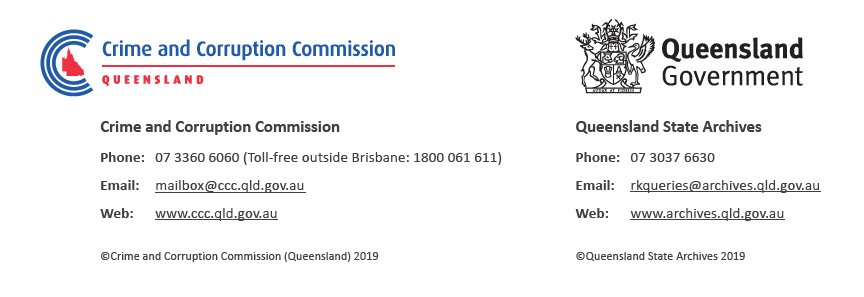 Crime and Corruption Commission
QUEENSLAND
Crime and Corruption Commission
Phone: 07 3360 6060 (Toll-free outside Brisbane: 1800 061 611)
Email: mailbox@ccc.qld.gov.au
Web: www.ccc.qld.gov.au
©Crime and Corruption Commission (Queensland) 2019
Queensland
Government
Queensland State Archives
Phone: 07 3037 6630
Email: rkqueries@archives.qld.gov.au
Web: www.archives.qld.gov.au
©Queensland State Archives 2019